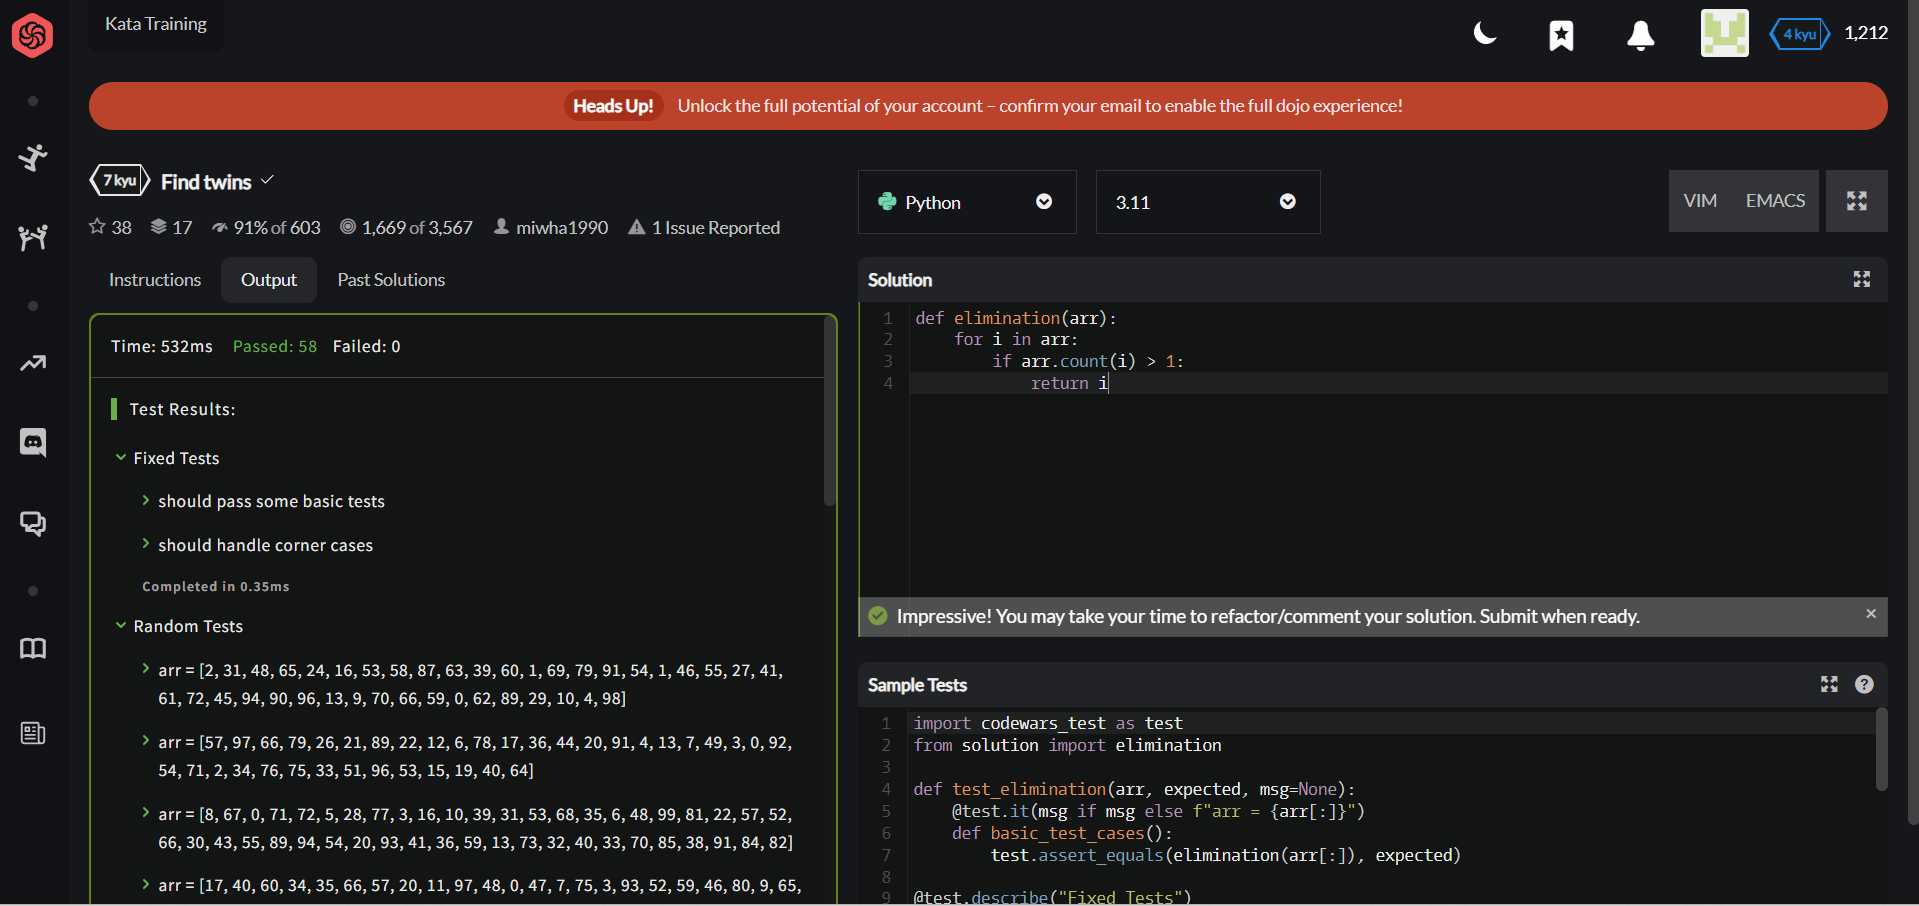 Kata Training
4 kyu
1,212
Heads Up! Unlock the full potential of your account – confirm your email to enable the full dojo experience!
7 kyu Find twins
38 17 91% of 603 1,669 of 3,567 miwha1990 1 Issue Reported
Python
3.11
VIM EMACS
Instructions Output Past Solutions
Time: 532ms Passed: 58 Failed: 0
Test Results:
Fixed Tests
should pass some basic tests
should handle corner cases
Completed in 0.35ms
Random Tests
arr = [2, 31, 48, 65, 24, 16, 53, 58, 87, 63, 39, 60, 1, 69, 79, 91, 54, 1, 46, 55, 27, 41,
61, 72, 45, 94, 90, 96, 13, 9, 70, 66, 59, 0, 62, 89, 29, 10, 4, 98]
arr = [57, 97, 66, 79, 26, 21, 89, 22, 12, 6, 78, 17, 36, 44, 20, 91, 4, 13, 7, 49, 3, 0, 92,
54, 71, 2, 34, 76, 75, 33, 51, 96, 53, 15, 19, 40, 64]
arr = [8, 67, 0, 71, 72, 5, 28, 77, 3, 16, 10, 39, 31, 53, 68, 35, 6, 48, 99, 81, 22, 57, 52,
66, 30, 43, 55, 89, 94, 54, 20, 93, 41, 36, 59, 13, 73, 32, 40, 33, 70, 85, 38, 91, 84, 82]
arr = [17, 40, 60, 34, 35, 66, 57, 20, 11, 97, 48, 0, 47, 7, 75, 3, 93, 52, 59, 46, 80, 9, 65,
Solution
1 def elimination(arr):
2 for i in arr:
3 if arr.count(i) > 1:
4 return i
Impressive! You may take your time to refactor/comment your solution. Submit when ready.
×
Sample Tests
?
1 import codewars_test as test
2 from solution import elimination
3
4 def test_elimination(arr, expected, msg=None):
5 @test.it(msg if msg else f"arr = {arr[:]}")
6 def basic_test_cases():
7 test.assert_equals(elimination(arr[:]), expected)
8
9 @test.describe("Fixed Tests")